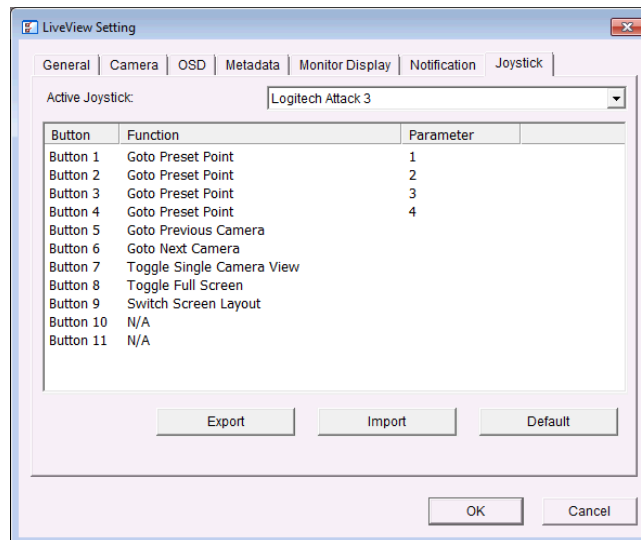 LiveView Setting
General Camera OSD Metadata Monitor Display Notification Joystick
Active Joystick: Logitech Attack 3
Button Function Parameter
Button 1 Goto Preset Point 1
Button 2 Goto Preset Point 2
Button 3 Goto Preset Point 3
Button 4 Goto Preset Point 4
Button 5 Goto Previous Camera
Button 6 Goto Next Camera
Button 7 Toggle Single Camera View
Button 8 Toggle Full Screen
Button 9 Switch Screen Layout
Button 10 N/A
Button 11 N/A
Export Import Default
OK Cancel